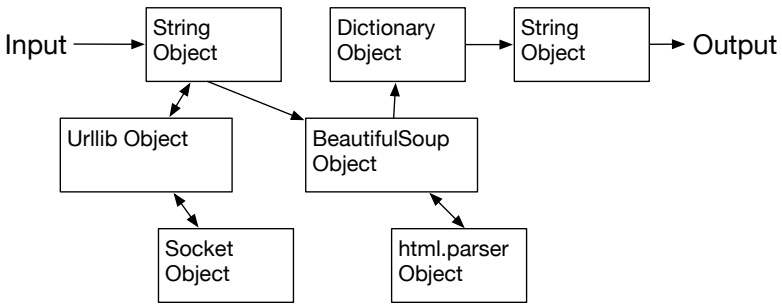 Input
String
Object
Dictionary
Object
String
Object
Output
Urllib Object
BeautifulSoup
Object
Socket
Object
html.parser
Object